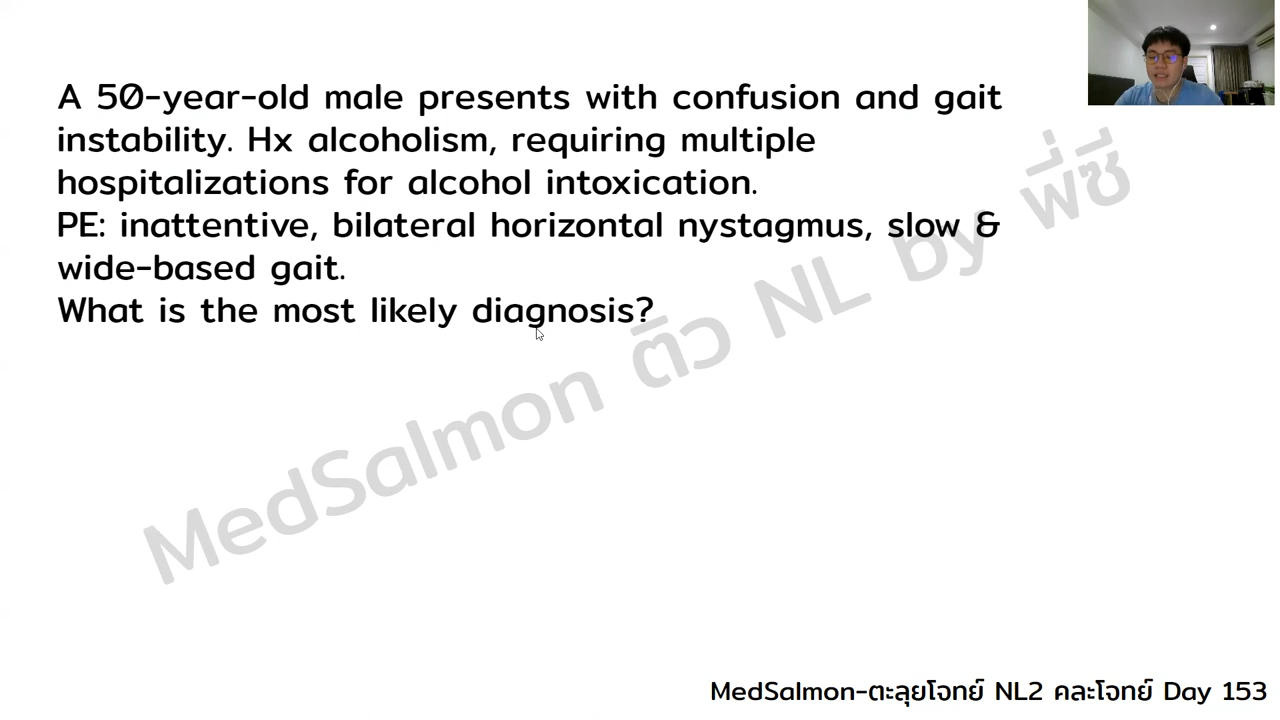 A 50-year-old male presents with confusion and gait
instability. Hx alcoholism, requiring multiple
hospitalizations for alcohol intoxication.
PE: inattentive, bilateral horizontal nystagmus, slow &
wide-based gait.
What is the most likely diagnosis?
MedSalmon ติว NL by พี่ซี
MedSalmon-ตะลุยโจทย์ NL2 คละโจทย์ Day 153